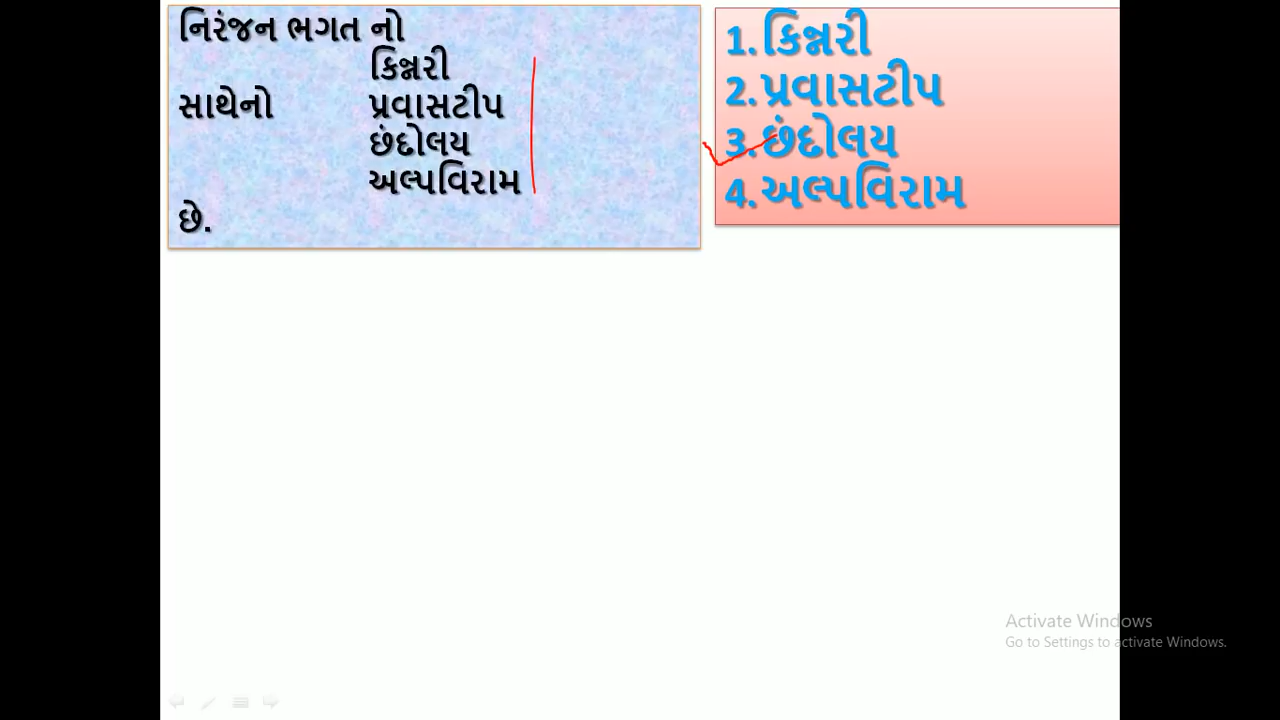 નિરંજન ભગત નો
કિન્નરી
સાથેનો પ્રવાસટીપ
છંદોલય
અલ્પવિરામ
છે.
1.કિન્નરી
2.પ્રવાસટીપ
3.છંદોલય
4.અલ્પવિરામ
Activate Windows
Go to Settings to activate Windows.